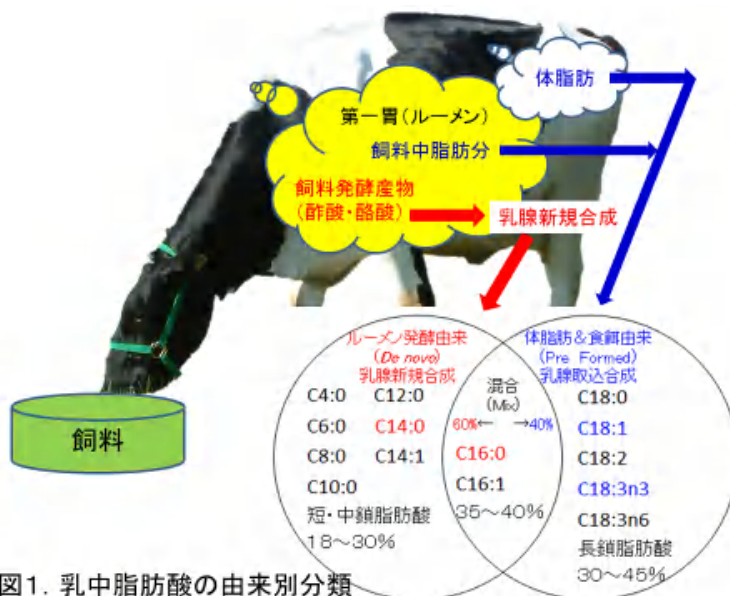 体脂肪
第一胃(ルーメン)
飼料中脂肪分
飼料発酵産物
(酢酸・酪酸)
乳腺新規合成
飼料
ルーメン発酵由来
(De novo)
乳腺新規合成
C4:0 C12:0
C6:0 C14:0
C8:0 C14:1
C10:0
短・中鎖脂肪酸
18～30%
混合
(Mix)
60%← →40%
C16:0
C16:1
35～40%
体脂肪&食餌由来
(Pre Formed)
乳腺取込合成
C18:0
C18:1
C18:2
C18:3n3
C18:3n6
長鎖脂肪酸
30～45%
図1. 乳中脂肪酸の由来別分類